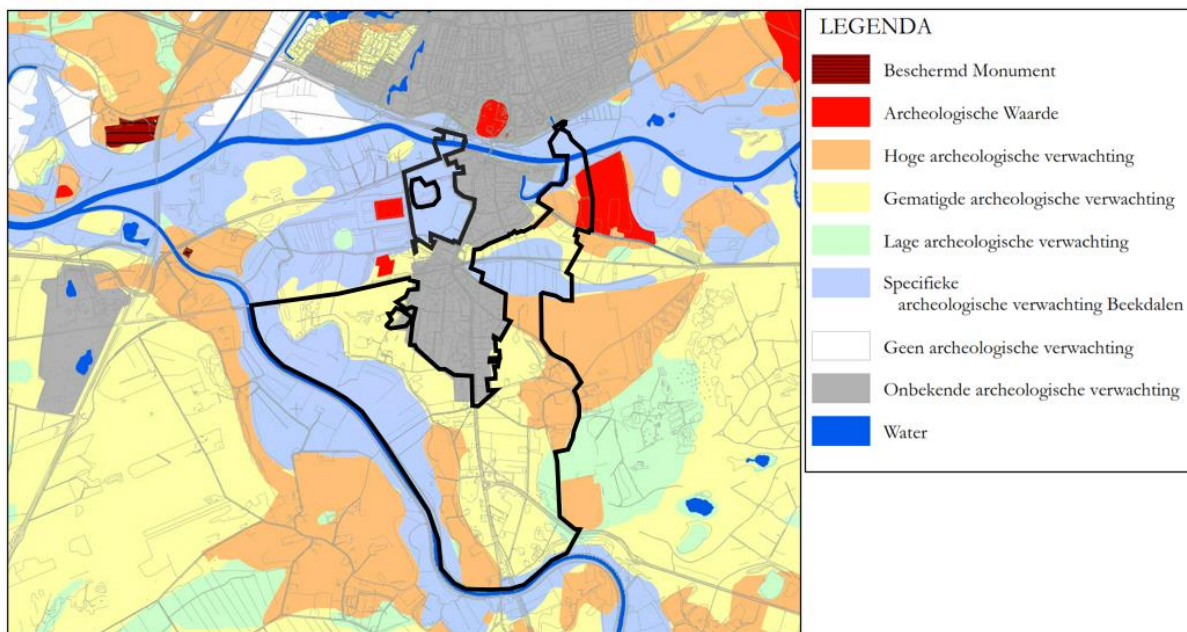 LEGENDA
Beschermd Monument
Archeologische Waarde
Hoge archeologische verwachting
Gematigde archeologische verwachting
Lage archeologische verwachting
Specifieke
archeologische verwachting Beekdalen
Geen archeologische verwachting
Onbekende archeologische verwachting
Water